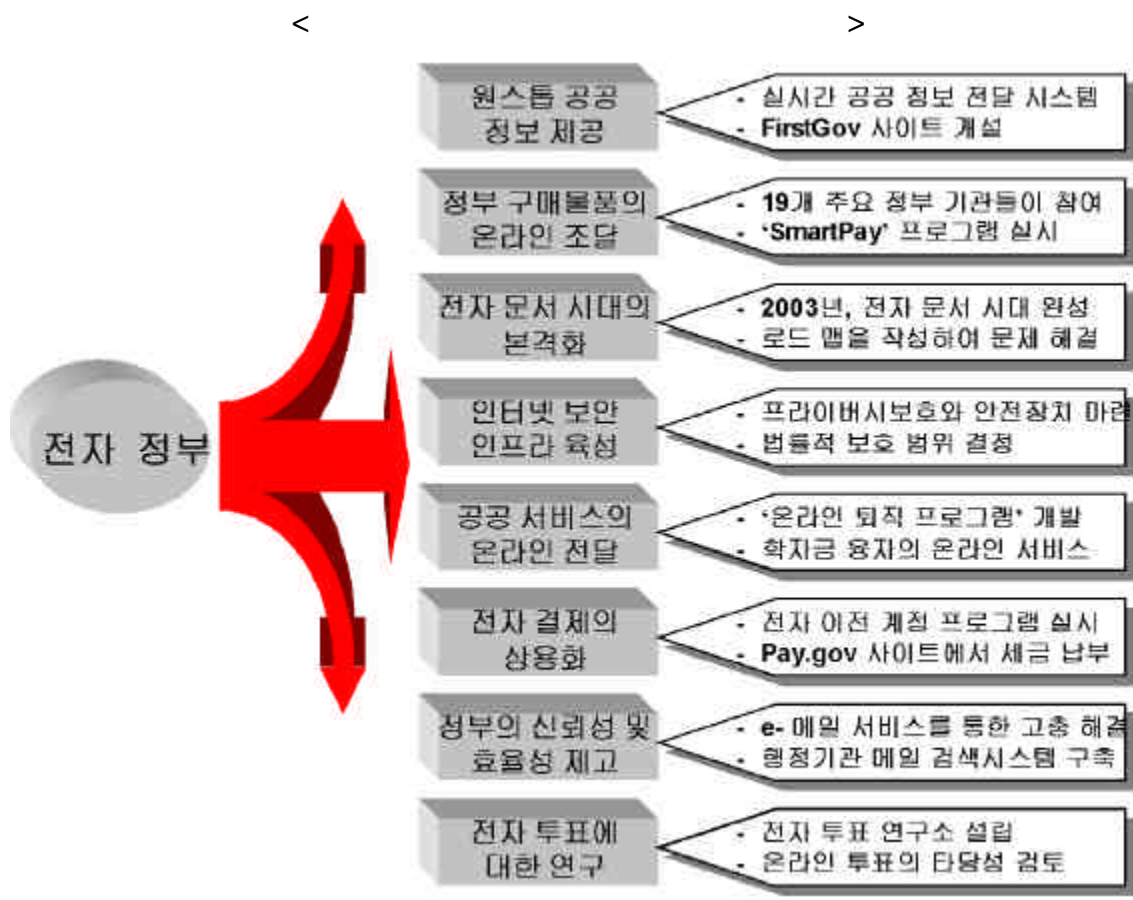 < >
원스톱 공공
정보 제공
- 실시간 공공 정보 전달 시스템
- FirstGov 사이트 개설
정부 구매물품의
온라인 조달
- 19개 주요 정부 기관들이 참여
- ‘SmartPay’ 프로그램 실시
전자 문서 시대의
본격화
- 2003년, 전자 문서 시대 완성
- 로드 맵을 작성하여 문제 해결
전자 정부
인터넷 보안
인프라 육성
- 프라이버시보호와 안전장치 마련
- 법률적 보호 범위 결정
공공 서비스의
온라인 전달
- ‘온라인 퇴직 프로그램’ 개발
- 학자금 융자의 온라인 서비스
전자 결제의
상용화
- 전자 이전 계정 프로그램 실시
- Pay.gov 사이트에서 세금 납부
정부의 신뢰성 및
효율성 제고
- e- 메일 서비스를 통한 고충 해결
- 행정기관 메일 검색시스템 구축
전자 투표에
대한 연구
- 전자 투표 연구소 설립
- 온라인 투표의 타당성 검토